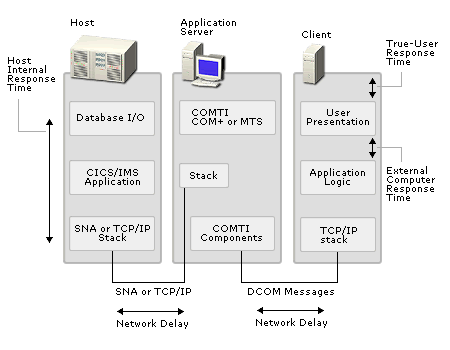 Host
Application
Server
Client
Host
Internal
Response
Time
True-User
Response
Time
Database I/O
COMTI
COM+ or MTS
User
Presentation
CICS/IMS
Application
Stack
Application
Logic
External
Computer
Response
Time
SNA or TCP/IP
Stack
COMTI
Components
TCP/IP
stack
SNA or TCP/IP
DCOM Messages
Network Delay
Network Delay